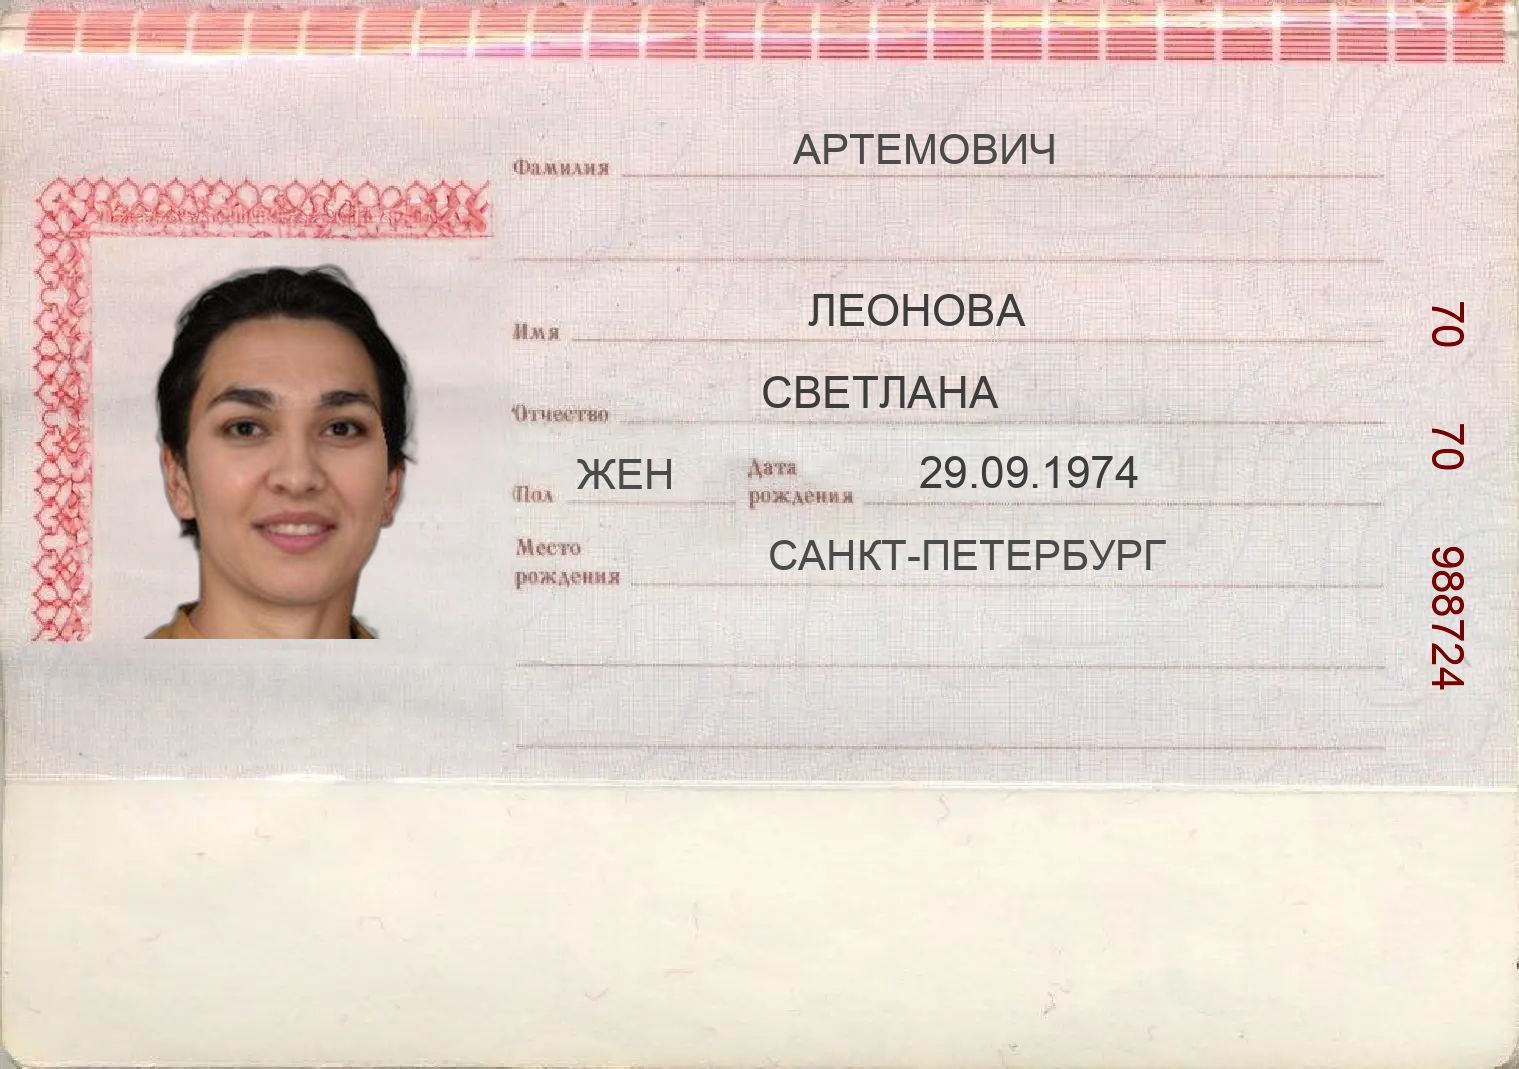 Фамилия АРТЕМОВИЧ
Имя ЛЕОНОВА
Отчество СВЕТЛАНА
Пол ЖЕН Дата рождения 29.09.1974
Место рождения САНКТ-ПЕТЕРБУРГ
70 70 988724